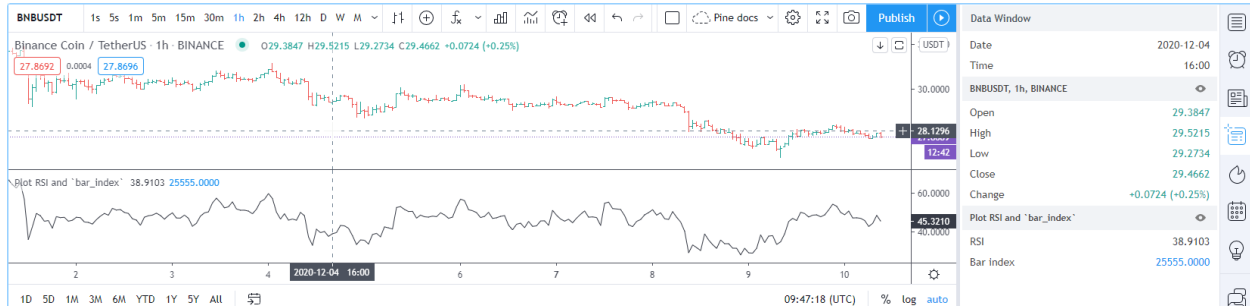 BNBUSDT 1s 5s 1m 5m 15m 30m 1h 2h 4h 12h D W M Pine docs Publish
Binance Coin / TetherUS · 1h · BINANCE O29.3847 H29.5215 L29.2734 C29.4662 +0.0724 (+0.25%) USDT
27.8692 0.0004 27.8696
30.0000
28.1296
12:42
Plot RSI and `bar_index` 38.9103 25555.0000
60.0000
45.3210
40.0000
2 3 4 2020-12-04 16:00 6 7 8 9 10
1D 5D 1M 3M 6M YTD 1Y 5Y All 09:47:18 (UTC) % log auto
Data Window
Date 2020-12-04
Time 16:00
BNBUSDT, 1h, BINANCE
Open 29.3847
High 29.5215
Low 29.2734
Close 29.4662
Change +0.0724 (+0.25%)
Plot RSI and `bar_index`
RSI 38.9103
Bar index 25555.0000